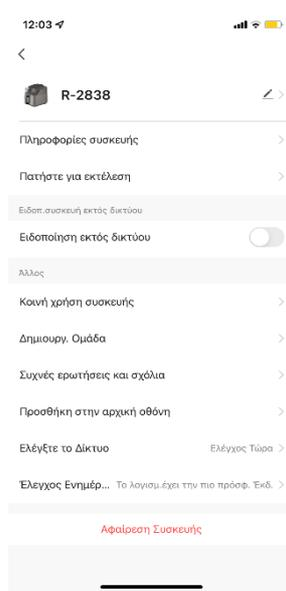 12:03
R-2838
Πληροφορίες συσκευής
Πατήστε για εκτέλεση
Ειδοπ.συσκευή εκτός δικτύου
Ειδοποίηση εκτός δικτύου
Άλλος
Κοινή χρήση συσκευής
Δημιουργ. Ομάδα
Συχνές ερωτήσεις και σχόλια
Προσθήκη στην αρχική οθόνη
Ελέγξτε το Δίκτυο Ελέγχος Τώρα
Έλεγχος Ενημέρ... Το λογισμ.έχει την πιο πρόσφ. Έκδ.
Αφαίρεση Συσκευής